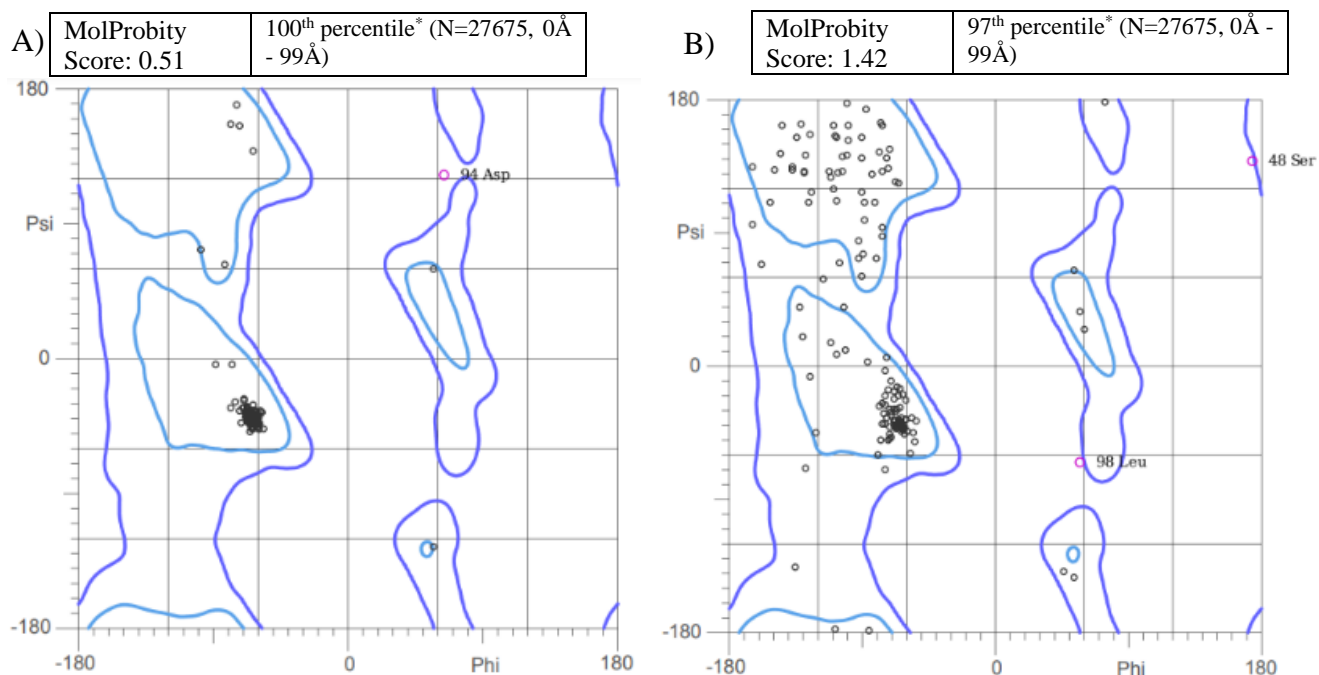 A)
MolProbity
Score: 0.51
100th percentile* (N=27675, 0Å
- 99Å)
180
94 Asp
Psi
0
-180
-180
0
Phi
180
B)
MolProbity
Score: 1.42
97th percentile* (N=27675, 0Å -
99Å)
180
48 Ser
Psi
0
98 Leu
-180
-180
0
Phi
180